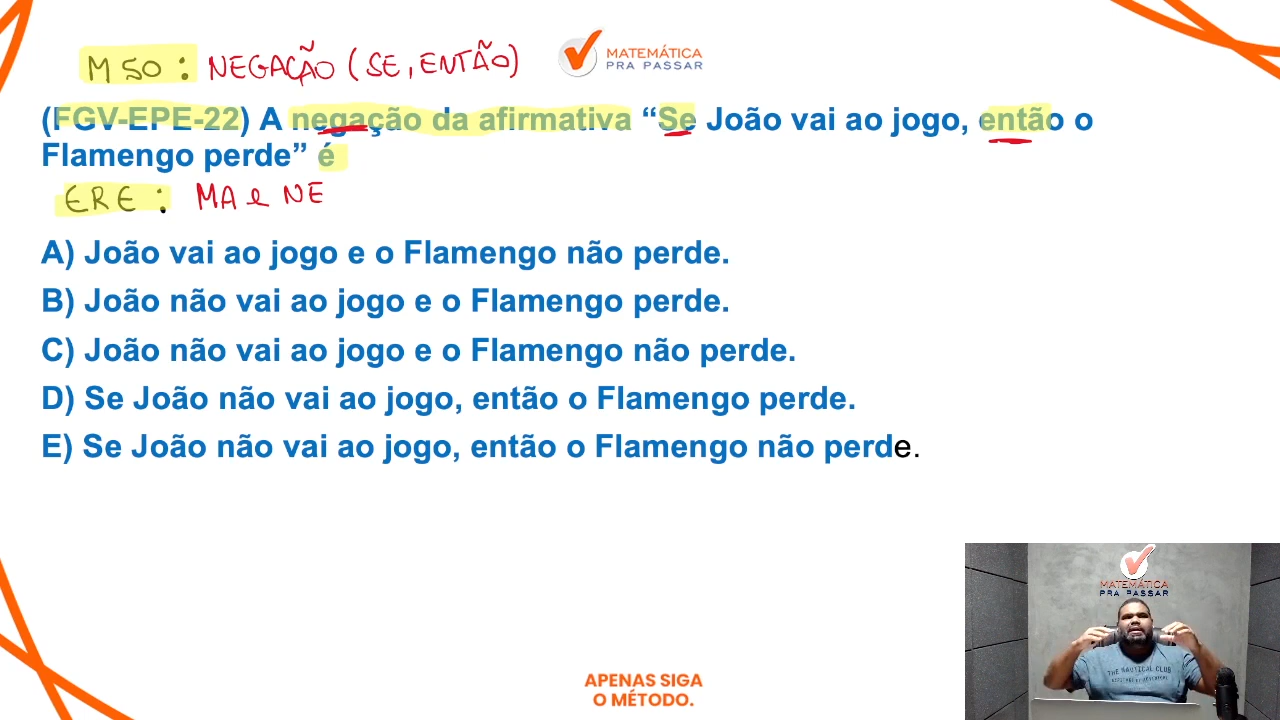 M50 : NEGAÇÃO (SE, ENTÃO)
MATEMÁTICA
PRA PASSAR
(FGV-EPE-22) A negação da afirmativa “Se João vai ao jogo, então o
Flamengo perde” é
ERE : MA e NE
A) João vai ao jogo e o Flamengo não perde.
B) João não vai ao jogo e o Flamengo perde.
C) João não vai ao jogo e o Flamengo não perde.
D) Se João não vai ao jogo, então o Flamengo perde.
E) Se João não vai ao jogo, então o Flamengo não perde.
MATEMÁTICA
PRA PASSAR
THE NAUTICAL CLUB
APENAS SIGA
O MÉTODO.